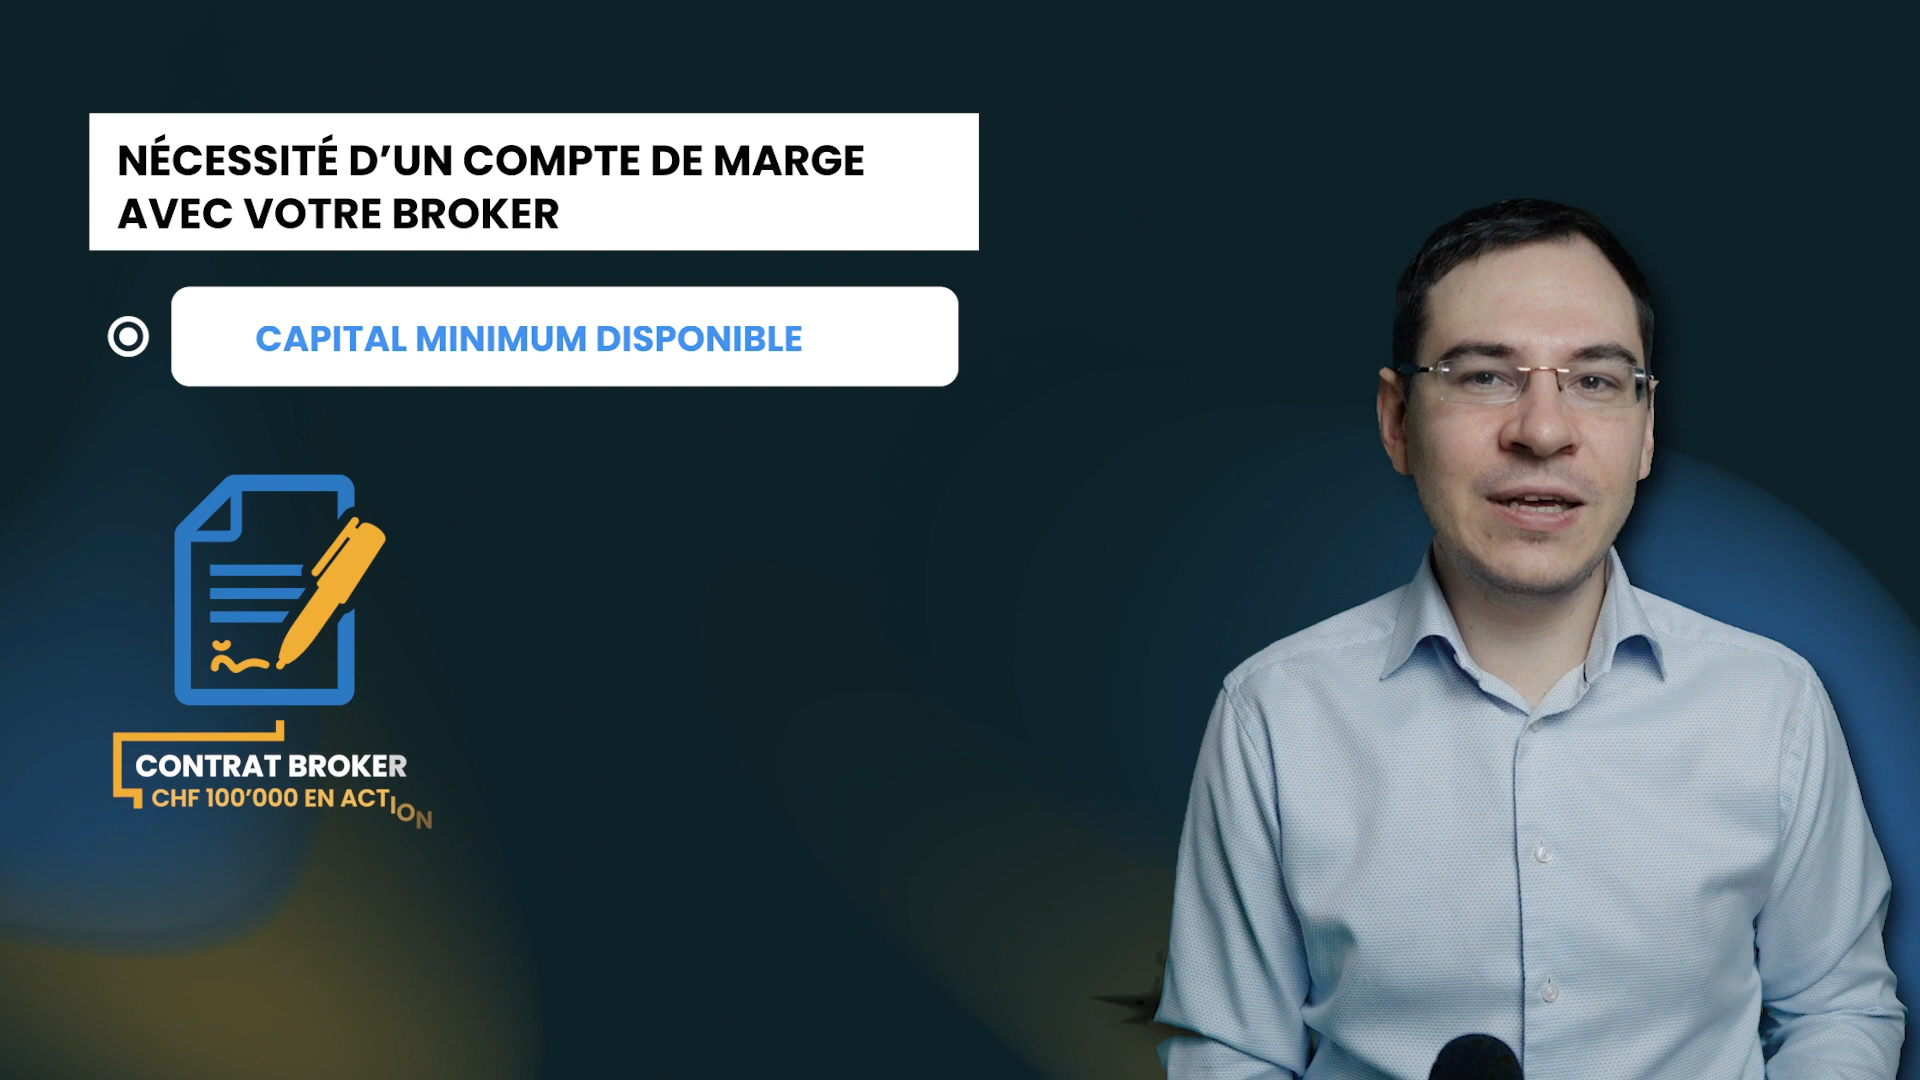 NÉCESSITÉ D’UN COMPTE DE MARGE
AVEC VOTRE BROKER
CAPITAL MINIMUM DISPONIBLE
CONTRAT BROKER
CHF 100’000 EN ACTION